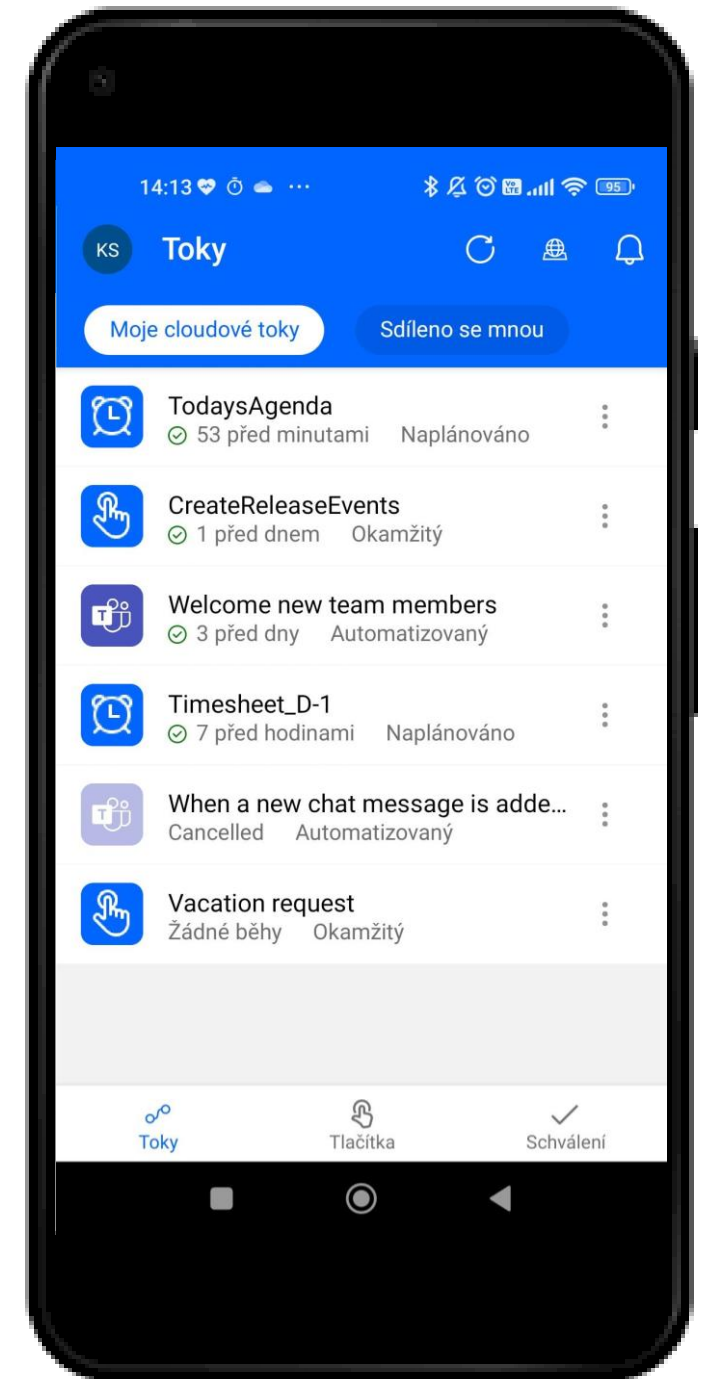 14:13
95
KS Toky
Moje cloudové toky Sdíleno se mnou
TodaysAgenda
53 před minutami Naplánováno
CreateReleaseEvents
1 před dnem Okamžitý
Welcome new team members
3 před dny Automatizovaný
Timesheet_D-1
7 před hodinami Naplánováno
When a new chat message is adde...
Cancelled Automatizovaný
Vacation request
Žádné běhy Okamžitý
Toky Tlačítka Schválení